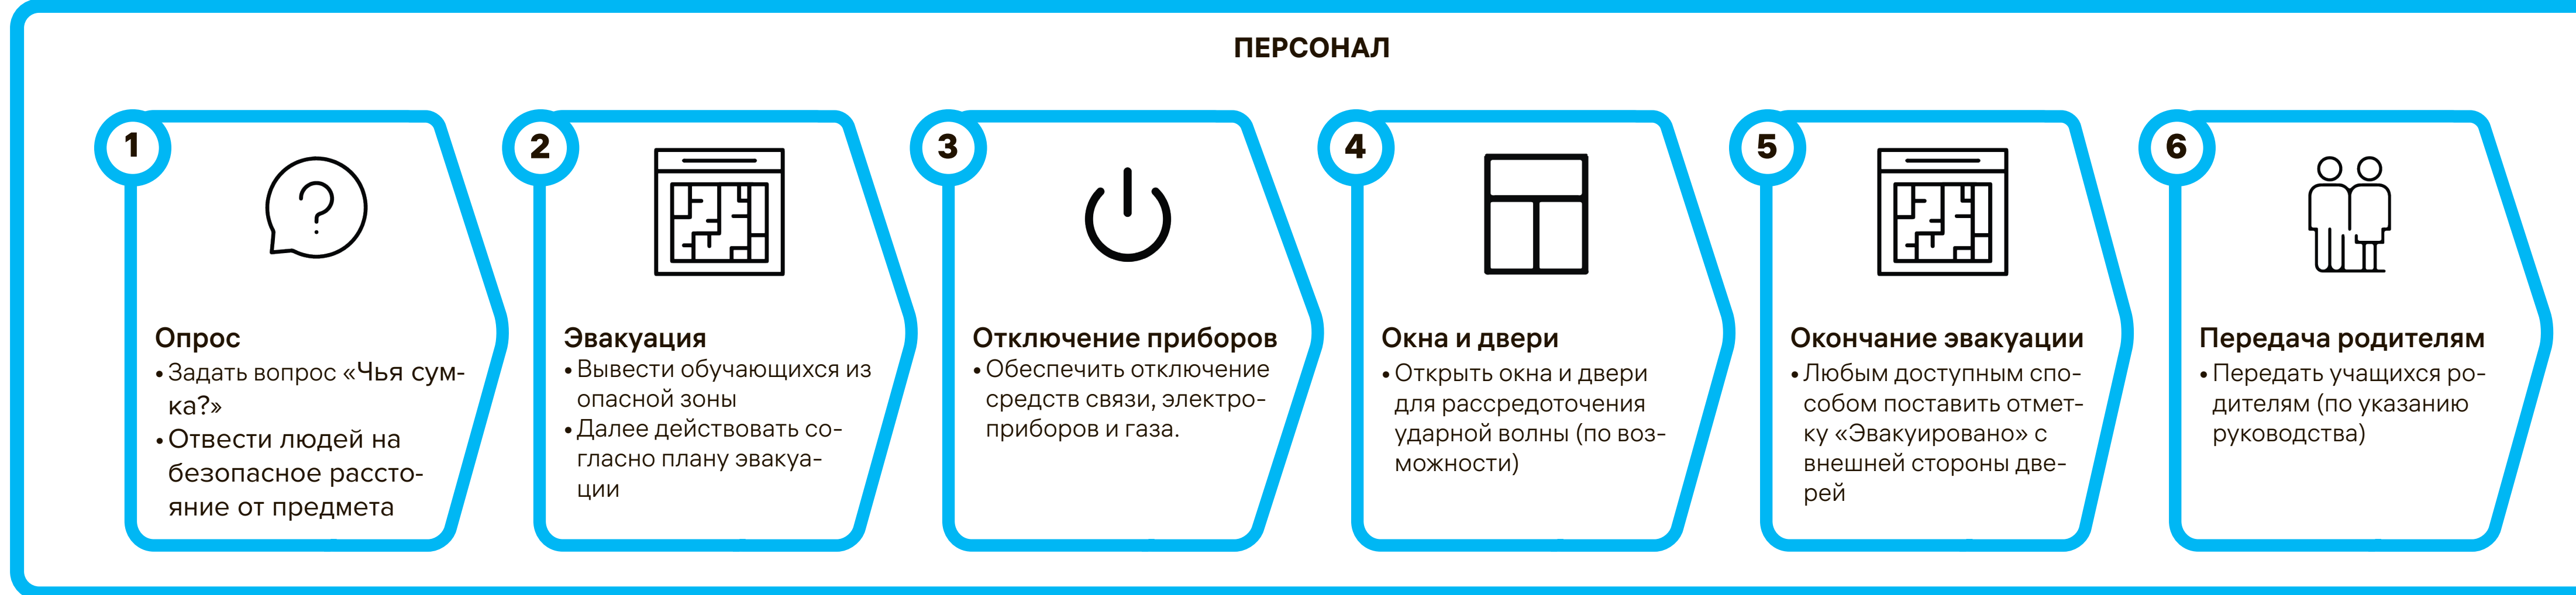 ПЕРСОНАЛ
1
Опрос
• Задать вопрос «Чья сум-
ка?»
• Отвести людей на
безопасное рассто-
яние от предмета
2
Эвакуация
• Вывести обучающихся из
опасной зоны
• Далее действовать со-
гласно плану эвакуа-
ции
3
Отключение приборов
• Обеспечить отключение
средств связи, электро-
приборов и газа.
4
Окна и двери
• Открыть окна и двери
для рассредоточения
ударной волны (по воз-
можности)
5
Окончание эвакуации
• Любым доступным спо-
собом поставить отмет-
ку «Эвакуировано» с
внешней стороны две-
рей
6
Передача родителям
• Передать учащихся ро-
дителям (по указанию
руководства)